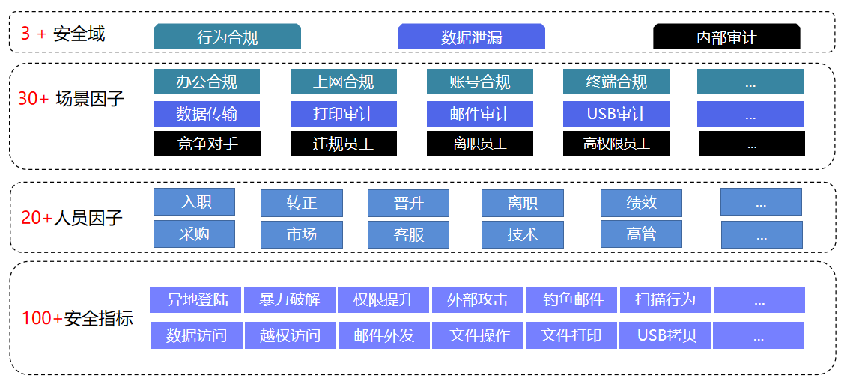 3 + 安全域 行为合规 数据泄漏 内部审计
30+ 场景因子
办公合规 上网合规 账号合规 终端合规 ...
数据传输 打印审计 邮件审计 USB审计 ...
竞争对手 违规员工 离职员工 高权限员工 ...
20+人员因子
入职 转正 晋升 离职 绩效 ...
采购 市场 客服 技术 高管 ...
100+安全指标
异地登陆 暴力破解 权限提升 外部攻击 钓鱼邮件 扫描行为 ...
数据访问 越权访问 邮件外发 文件操作 文件打印 USB拷贝 ...